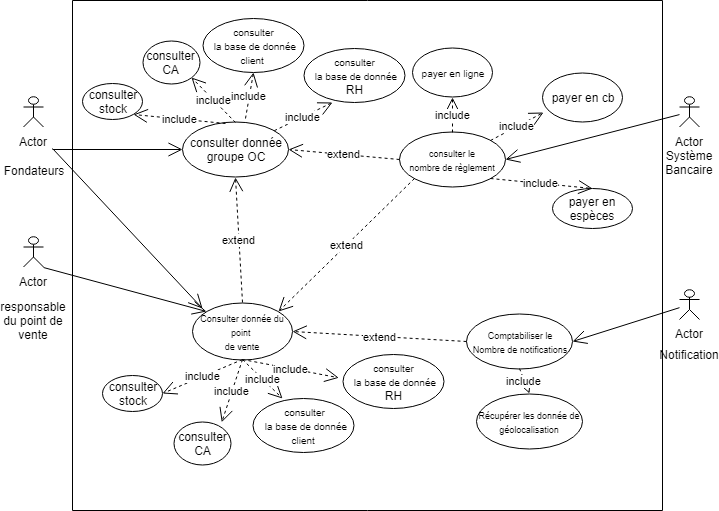 consulter
la base de donnée
client
consulter
CA
consulter
la base de donnée
RH
payer en ligne
consulter
stock
payer en cb
include
include
include
include
include
include
include
Actor
Fondateurs
consulter donnée
groupe OC
extend
consulter le
nombre de règlement
Actor
Système
Bancaire
include
payer en
espèces
extend
extend
Actor
responsable
du point de
vente
Consulter donnée du
point
de vente
extend
Comptabiliser le
Nombre de notifications
Actor
Notification
include
include
include
include
include
consulter
stock
consulter
la base de donnée
RH
consulter
la base de donnée
client
consulter
CA
Récupérer les donnée de
géolocalisation